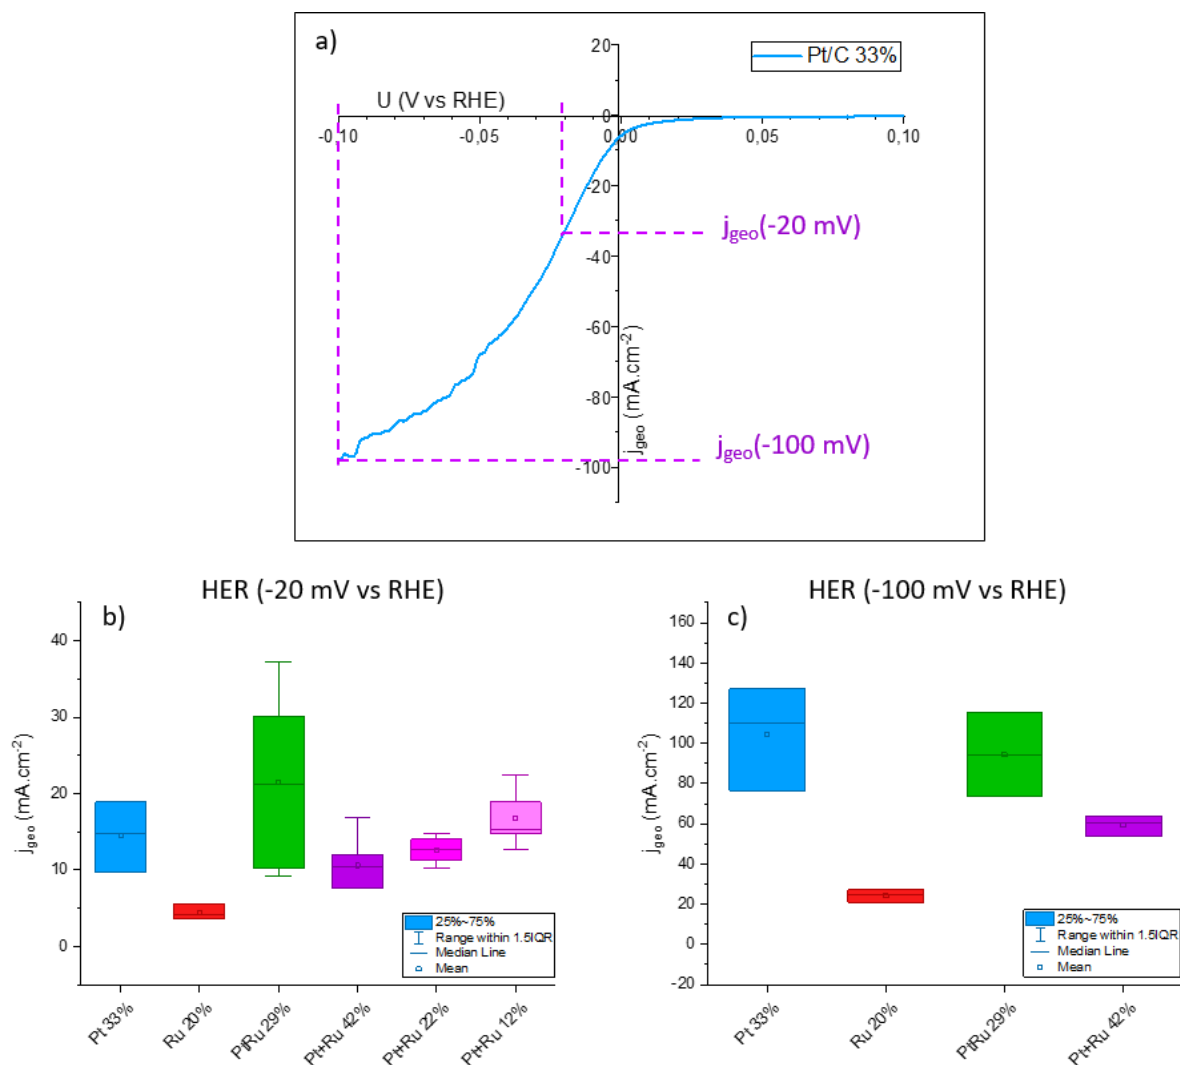 a)
Pt/C 33%
U (V vs RHE)
20
0
-20
-40
-60
-80
-100
-0,10
-0,05
0,00
0,05
0,10
jgeo (mA.cm-2)
jgeo(-20 mV)
jgeo(-100 mV)
HER (-20 mV vs RHE)
b)
jgeo (mA.cm-2)
40
30
20
10
0
25%~75%
Range within 1.5IQR
Median Line
Mean
Pt 33%
Ru 20%
PtRu 29%
Pt+Ru 42%
Pt+Ru 22%
Pt+Ru 12%
HER (-100 mV vs RHE)
c)
jgeo (mA.cm-2)
160
140
120
100
80
60
40
20
0
-20
25%~75%
Range within 1.5IQR
Median Line
Mean
Pt 33%
Ru 20%
PtRu 29%
Pt+Ru 42%